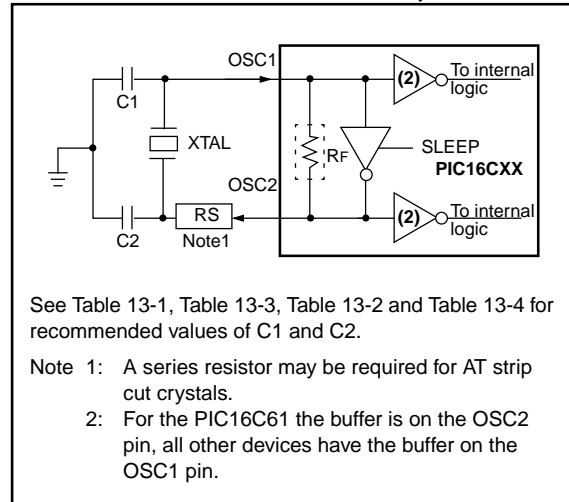 OSC1
(2)
To internal
logic
C1
XTAL
RF
SLEEP
PIC16CXX
OSC2
(2)
To internal
logic
RS
C2
Note1
See Table 13-1, Table 13-3, Table 13-2 and Table 13-4 for
recommended values of C1 and C2.
Note 1: A series resistor may be required for AT strip
cut crystals.
2: For the PIC16C61 the buffer is on the OSC2
pin, all other devices have the buffer on the
OSC1 pin.